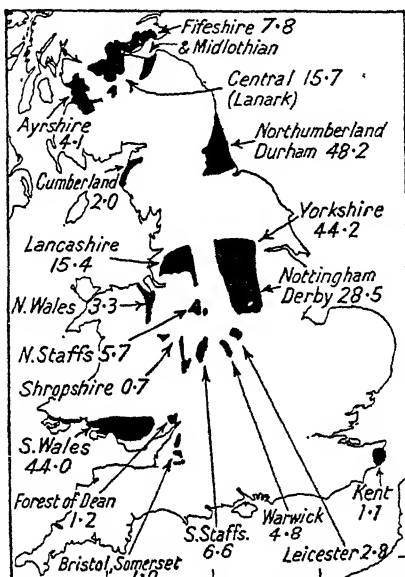 Fifeshire 7.8
& Midlothian
Central 15.7
(Lanark)
Ayrshire
4.1
Northumberland
Durham 48.2
Cumberland
2.0
Yorkshire
44.2
Lancashire
15.4
Nottingham
Derby 28.5
N. Wales 3.3
N. Staffs 5.7
Shropshire 0.7
S. Wales
44.0
Forest of Dean
1.2
Bristol, Somerset
S. Staffs.
6.6
Warwick
4.8
Leicester 2.8
Kent
1.1